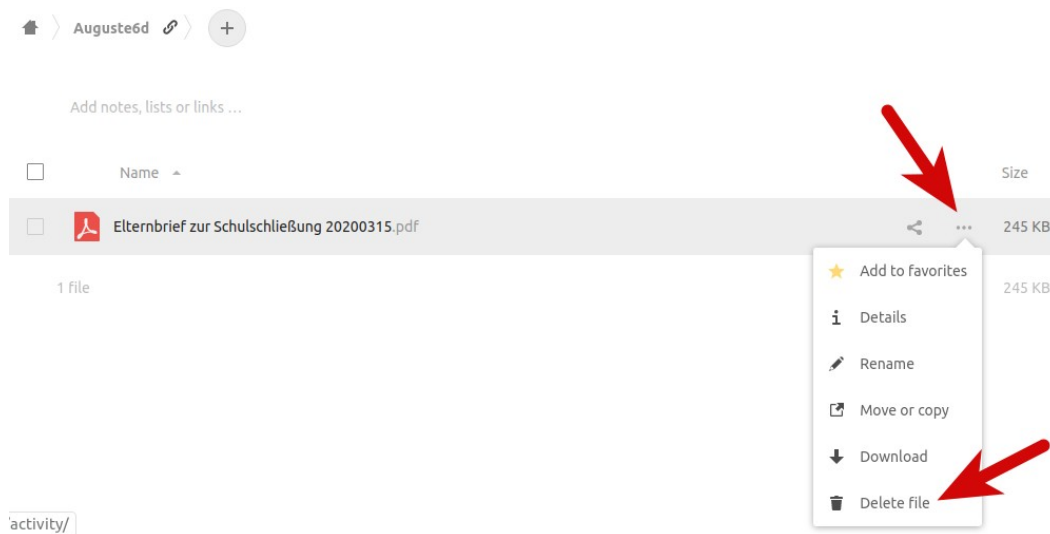 Auguste6d
Add notes, lists or links ...
Name Size
Elternbrief zur Schulschließung 20200315.pdf 245 KB
1 file 245 KB
Add to favorites
Details
Rename
Move or copy
Download
Delete file
activity/